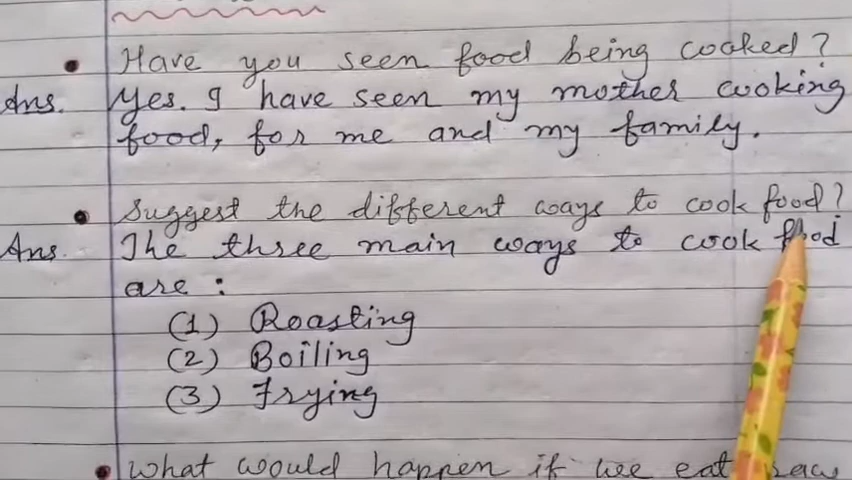 • Have you seen food being cooked?
Ans. Yes. I have seen my mother cooking
food, for me and my family.
• Suggest the different ways to cook food?
Ans. The three main ways to cook food
are :
(1) Roasting
(2) Boiling
(3) Frying
• What would happen if we eat raw